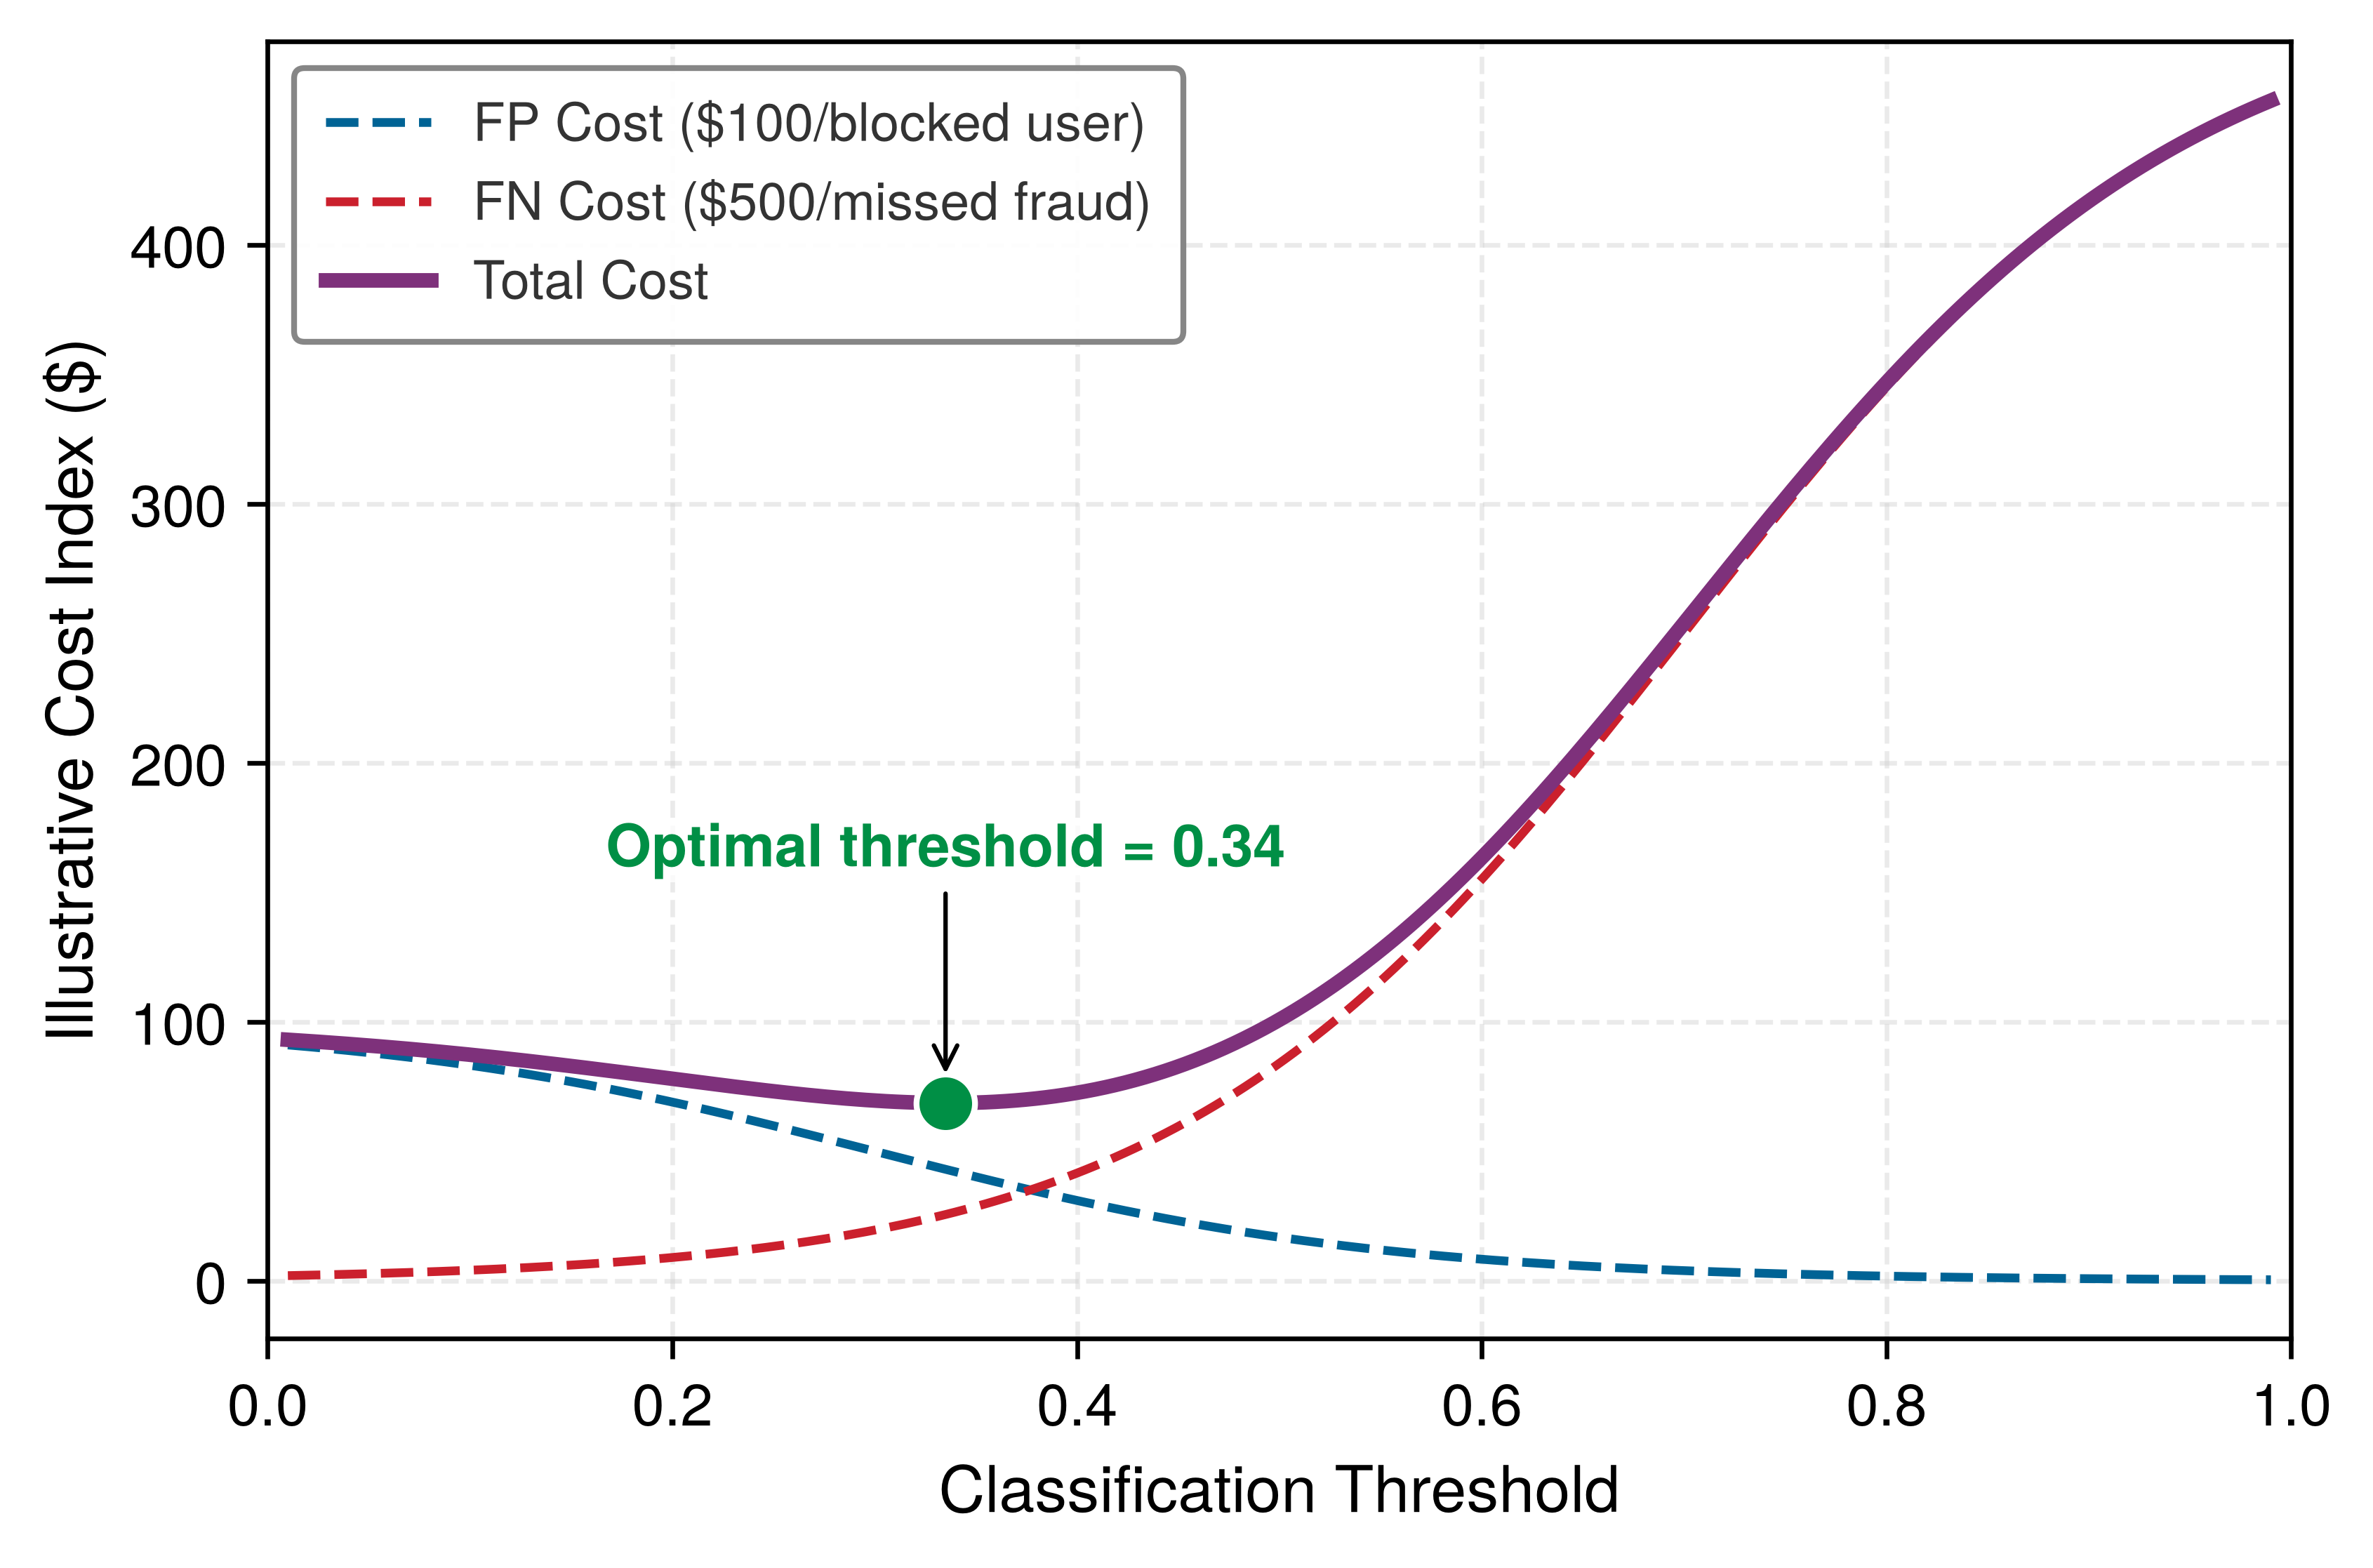 FP Cost ($100/blocked user)
FN Cost ($500/missed fraud)
Total Cost
Illustrative Cost Index ($)
400
300
200
100
0
Optimal threshold = 0.34
0.0
0.2
0.4
0.6
0.8
1.0
Classification Threshold